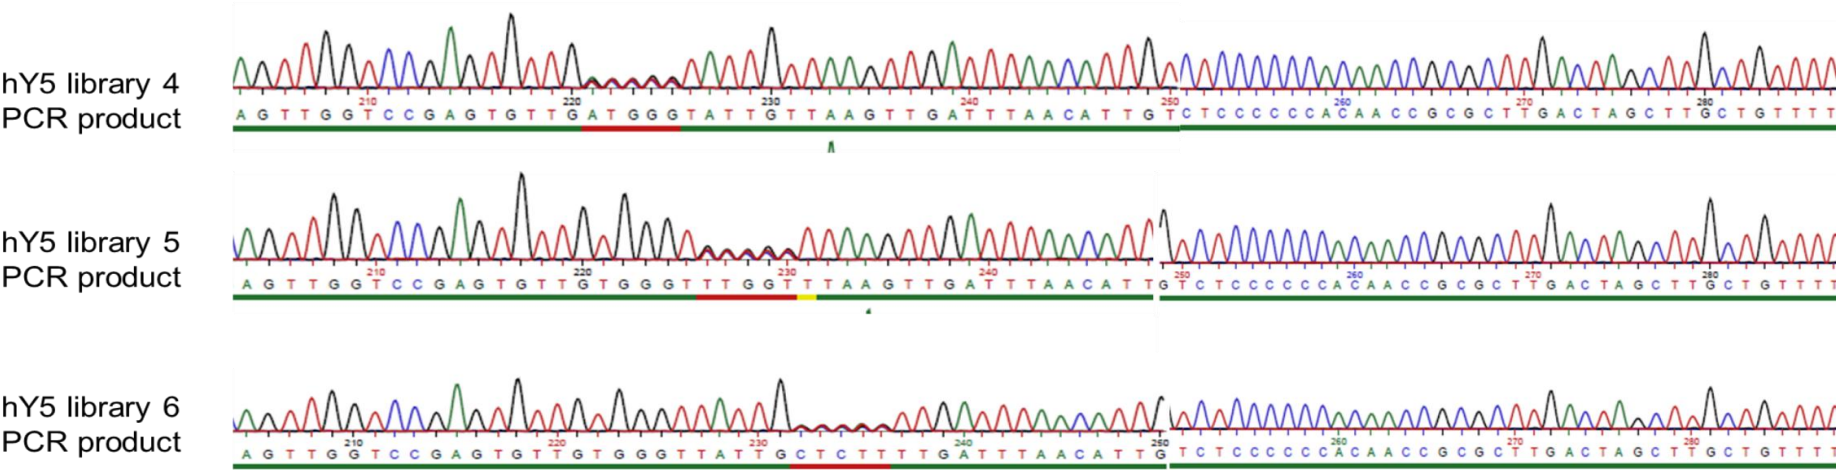 hY5 library 4
PCR product
210 220 230 240 250 260 270 280
A G T T G G T C C G A G T G T T G A T G G G T A T T G T T A A G T T G A T T T A A C A T T G T C T C C C C C C A C A A C C G C G C T T G A C T A G C T T G C T G T T T T
hY5 library 5
PCR product
210 220 230 240 250 260 270 280
A G T T G G T C C G A G T G T T G T G G G T T T G G T T T A A G T T G A T T T A A C A T T G T C T C C C C C C A C A A C C G C G C T T G A C T A G C T T G C T G T T T T
hY5 library 6
PCR product
210 220 230 240 250 260 270 280
A G T T G G T C C G A G T G T T G T G G G T T A T T G C T C T T T T G A T T T A A C A T T G T C T C C C C C C A C A A C C G C G C T T G A C T A G C T T G C T G T T T T